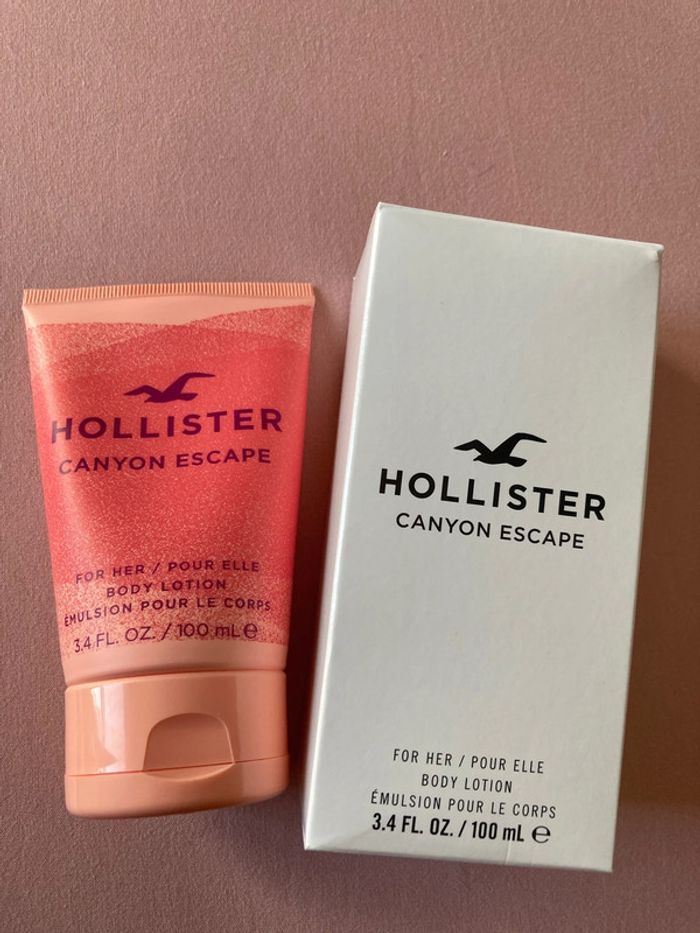 HOLLISTER
CANYON ESCAPE
FOR HER / POUR ELLE
BODY LOTION
ÉMULSION POUR LE CORPS
3.4 FL. OZ. / 100 mL ℮
HOLLISTER
CANYON ESCAPE
FOR HER / POUR ELLE
BODY LOTION
ÉMULSION POUR LE CORPS
3.4 FL. OZ. / 100 mL ℮